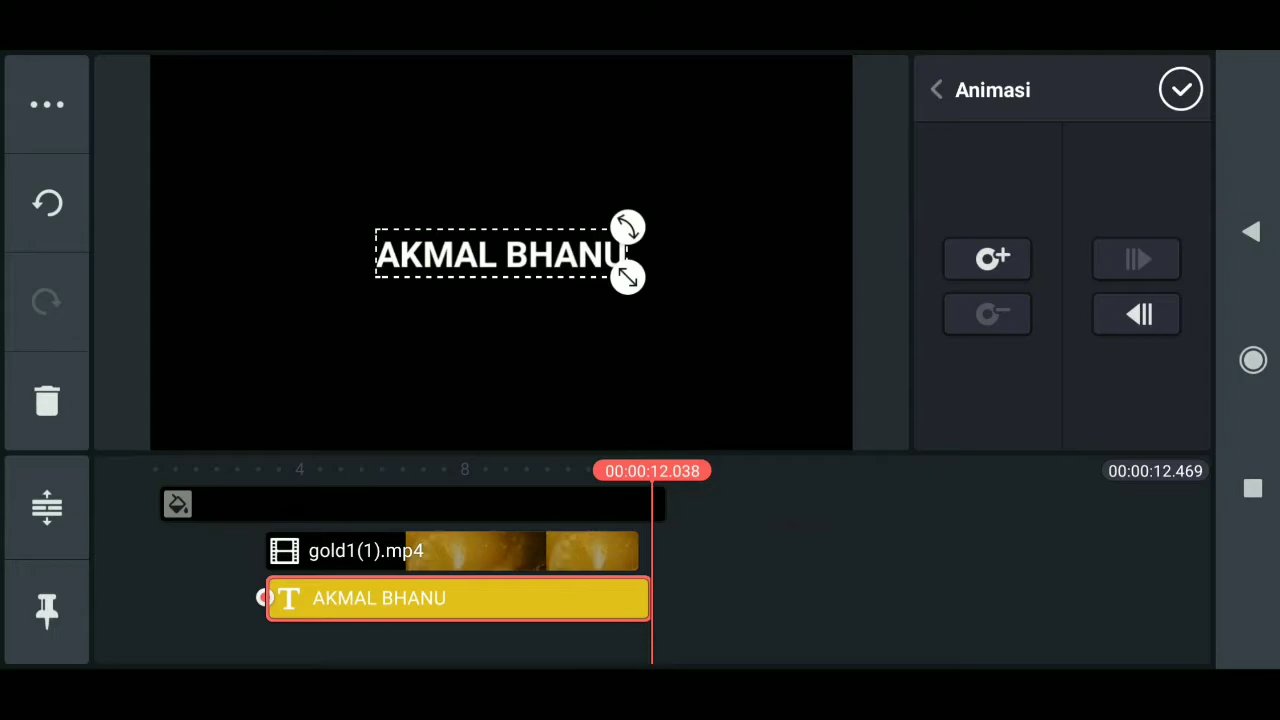 Animasi
AKMAL BHANU
4
8
00:00:12.038
00:00:12.469
gold1(1).mp4
T AKMAL BHANU